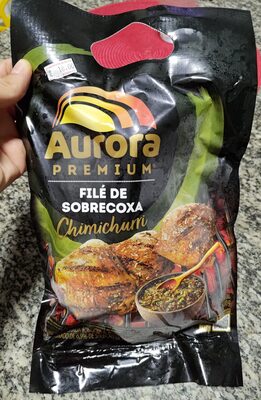 Aurora
PREMIUM
FILÉ DE
SOBRECOXA
Chimichurri